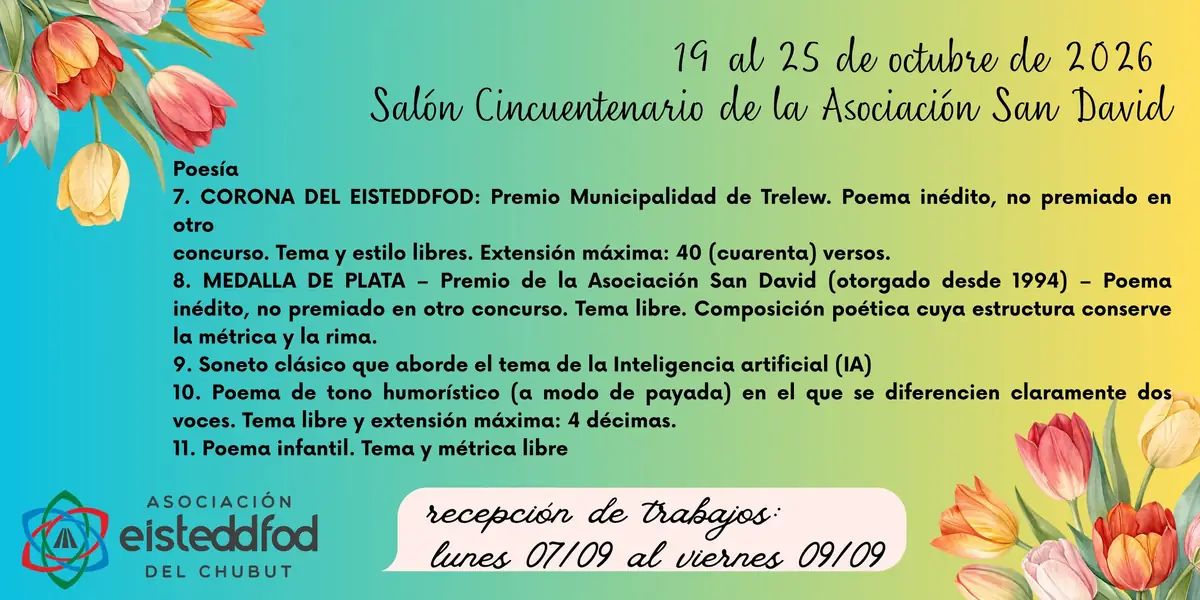 19 al 25 de octubre de 2026
Salón Cincuentenario de la Asociación San David
Poesía
7. CORONA DEL EISTEDDFOD: Premio Municipalidad de Trelew. Poema inédito, no premiado en
otro
concurso. Tema y estilo libres. Extensión máxima: 40 (cuarenta) versos.
8. MEDALLA DE PLATA – Premio de la Asociación San David (otorgado desde 1994) – Poema
inédito, no premiado en otro concurso. Tema libre. Composición poética cuya estructura conserve
la métrica y la rima.
9. Soneto clásico que aborde el tema de la Inteligencia artificial (IA)
10. Poema de tono humorístico (a modo de payada) en el que se diferencien claramente dos
voces. Tema libre y extensión máxima: 4 décimas.
11. Poema infantil. Tema y métrica libre
ASOCIACIÓN
eisteddfod
DEL CHUBUT
recepción de trabajos:
lunes 07/09 al viernes 09/09